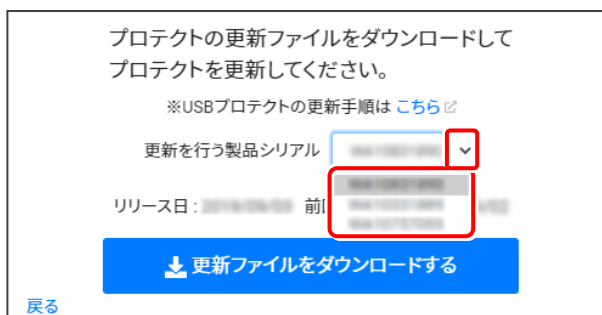 プロテクトの更新ファイルをダウンロードして
プロテクトを更新してください。
※USBプロテクトの更新手順は こちら
更新を行う製品シリアル
リリース日： 前
更新ファイルをダウンロードする
戻る